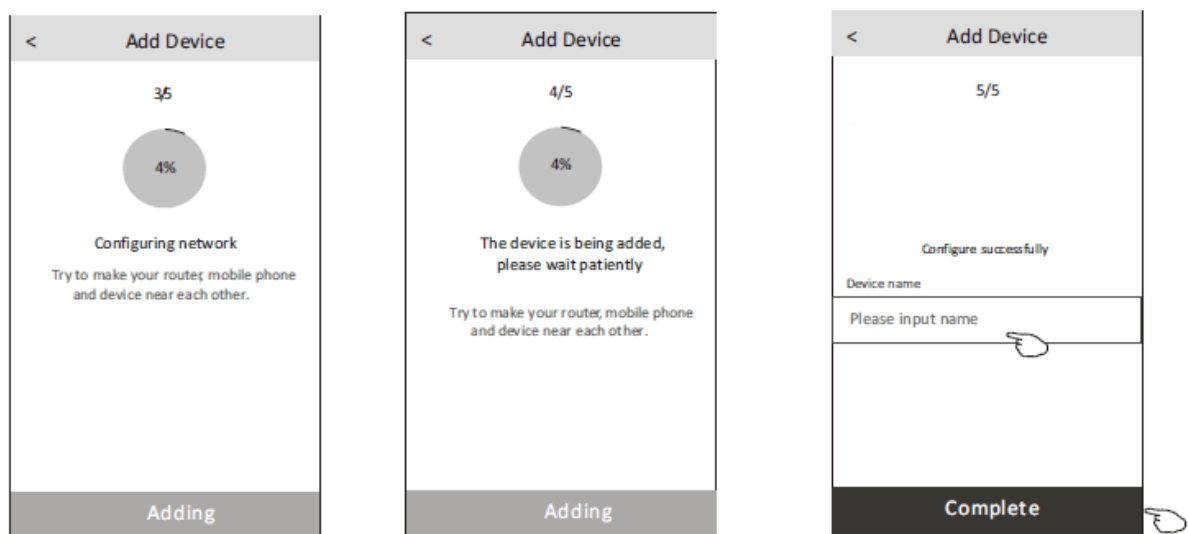 < Add Device
3/5
4%
Configuring network
Try to make your router, mobile phone
and device near each other.
Adding
< Add Device
4/5
4%
The device is being added,
please wait patiently
Try to make your router, mobile phone
and device near each other.
Adding
< Add Device
5/5
Configure successfully
Device name
Please input name
Complete